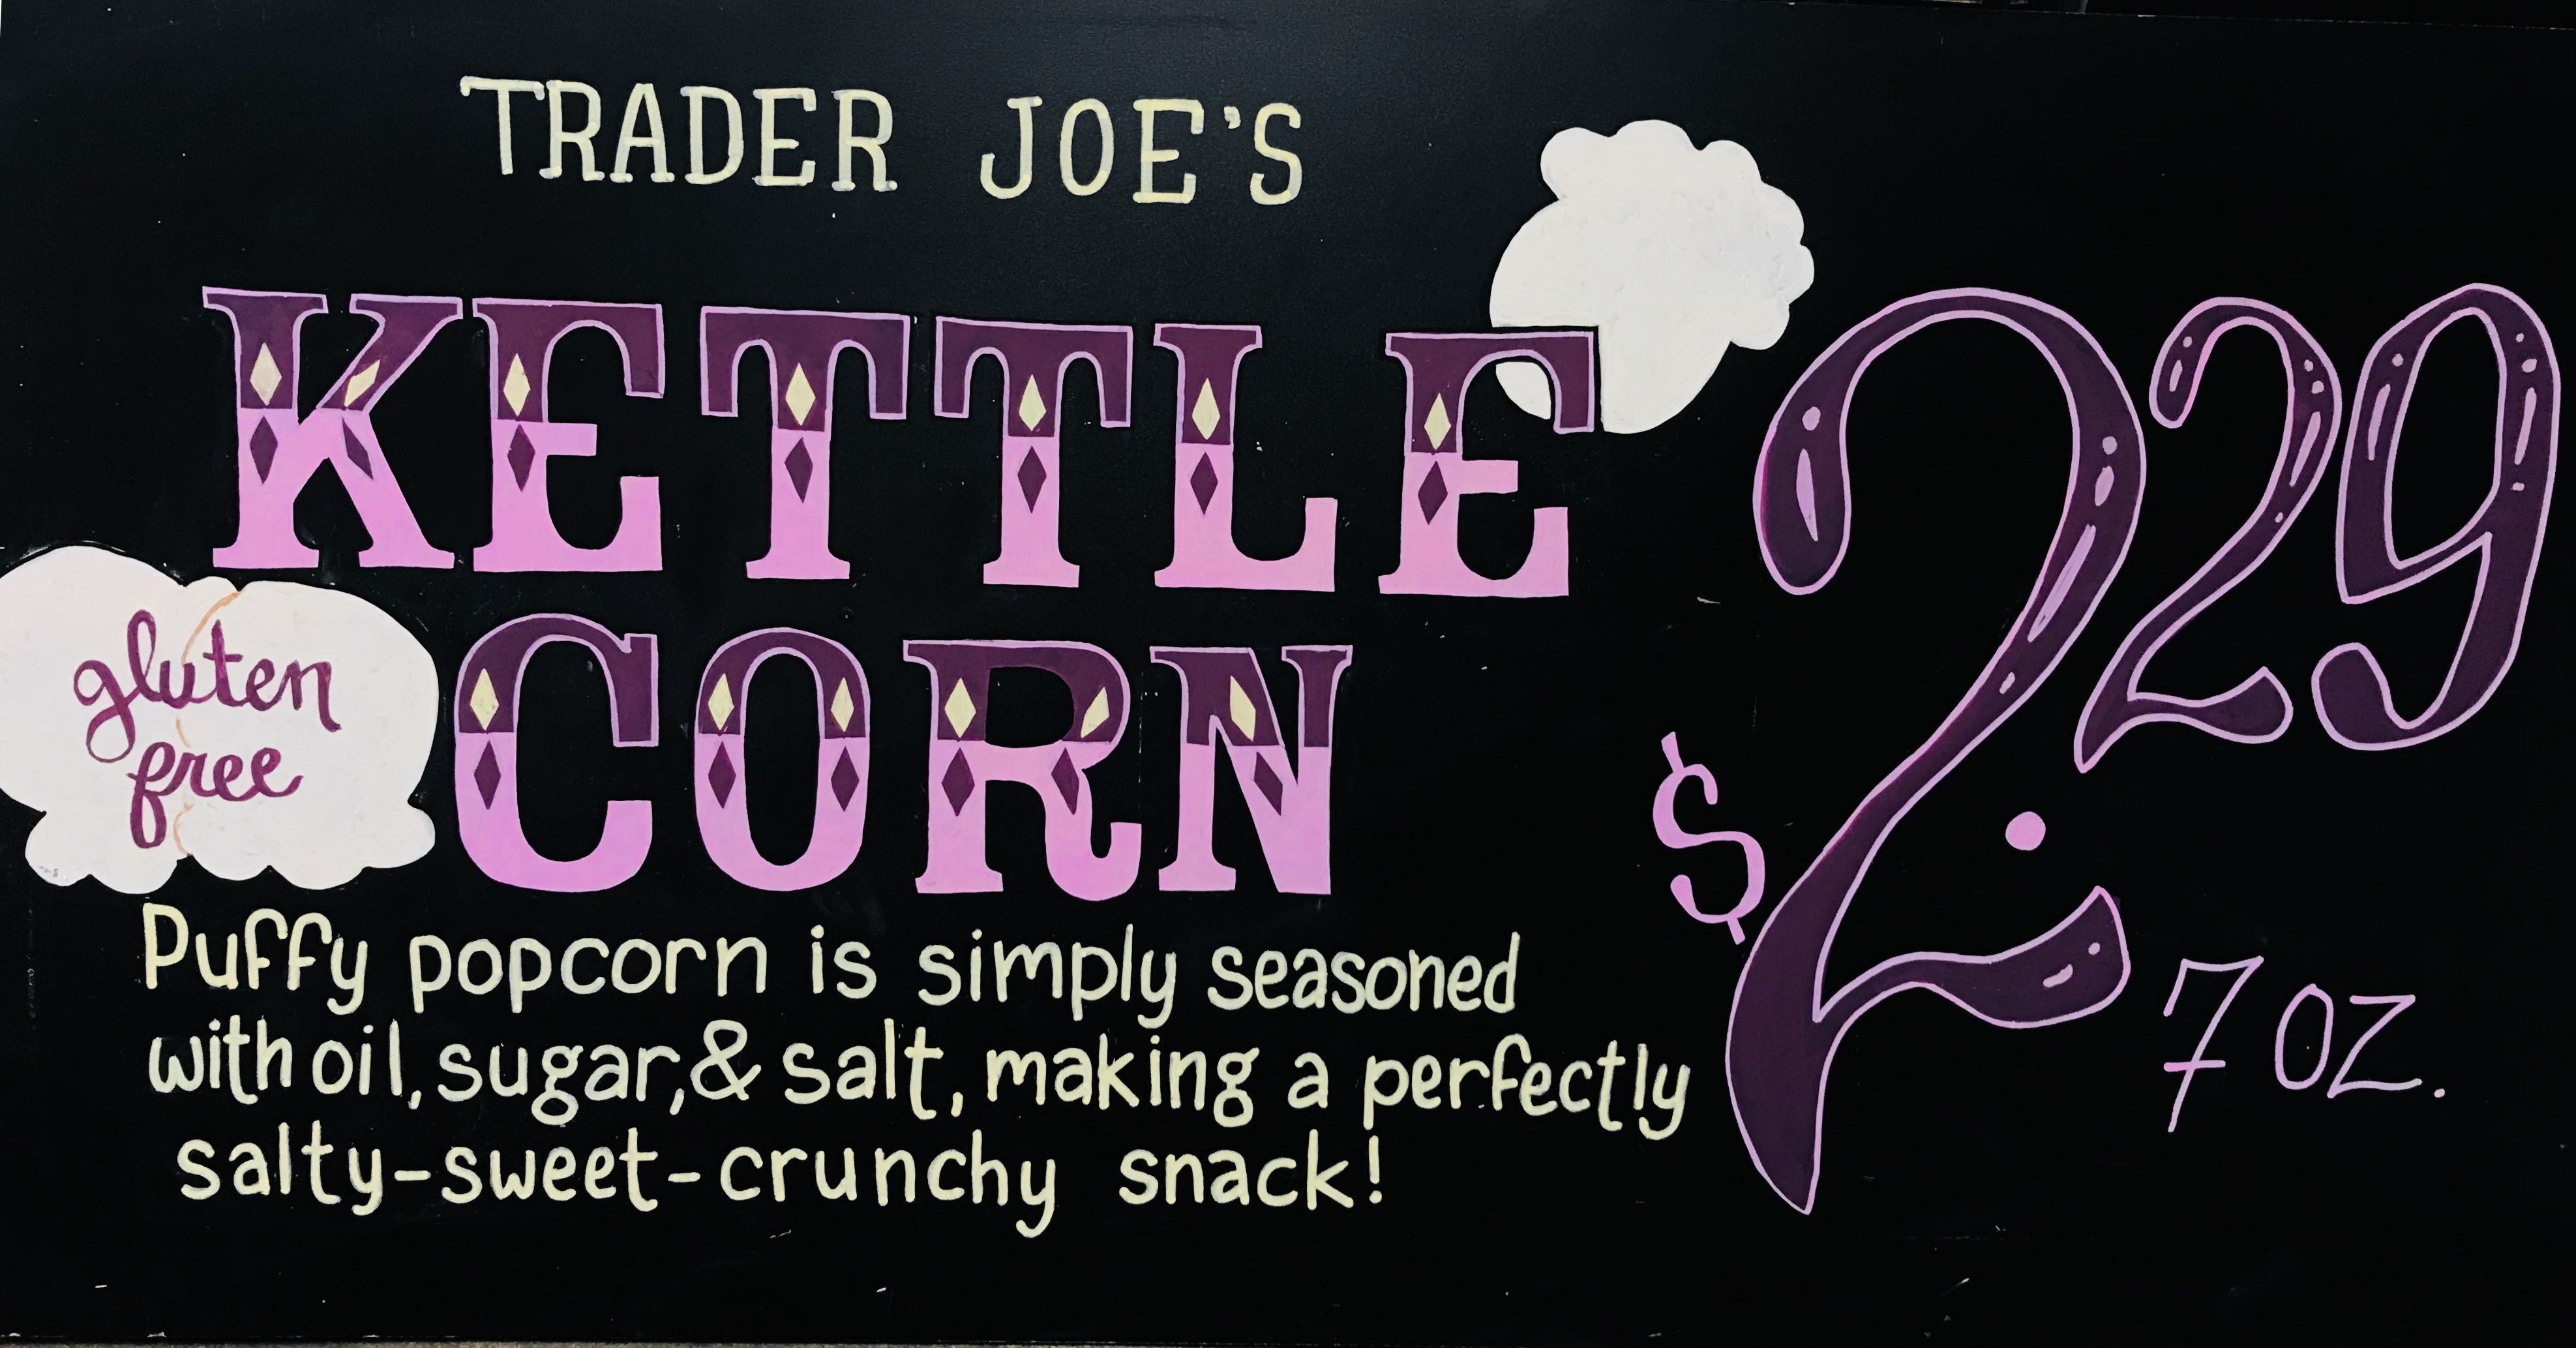 TRADER JOE'S
KETTLE
CORN
gluten
free
Puffy popcorn is simply seasoned
with oil, sugar, & salt, making a perfectly
salty-sweet-crunchy snack!
$2.29
7 oz.